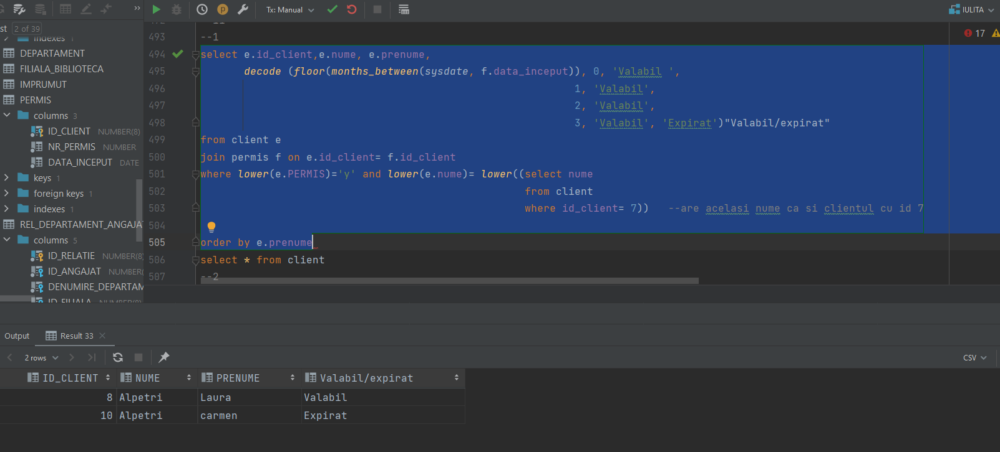 Tx: Manual
IULITA
st 2 of 39
indexes 1
DEPARTAMENT
FILIALA_BIBLIOTECA
IMPRUMUT
PERMIS
columns 3
ID_CLIENT NUMBER(8)
NR_PERMIS NUMBER
DATA_INCEPUT DATE
keys 1
foreign keys 1
indexes 1
REL_DEPARTAMENT_ANGAJA
columns 5
ID_RELATIE NUMBER(8)
ID_ANGAJAT NUMBER(
DENUMIRE_DEPARTAM
ID_FILIALA NUMBER(8)
17
493 --1
494 select e.id_client,e.nume, e.prenume,
495 decode (floor(months_between(sysdate, f.data_inceput)), 0, 'Valabil ',
496 1, 'Valabil',
497 2, 'Valabil',
498 3, 'Valabil', 'Expirat')"Valabil/expirat"
499 from client e
500 join permis f on e.id_client= f.id_client
501 where lower(e.PERMIS)='y' and lower(e.nume)= lower((select nume
502 from client
503 where id_client= 7)) --are acelasi nume ca si clientul cu id 7
504
505 order by e.prenume
506 select * from client
507 --2
Output Result 33
2 rows
CSV
ID_CLIENT NUME PRENUME Valabil/expirat
8 Alpetri Laura Valabil
10 Alpetri carmen Expirat